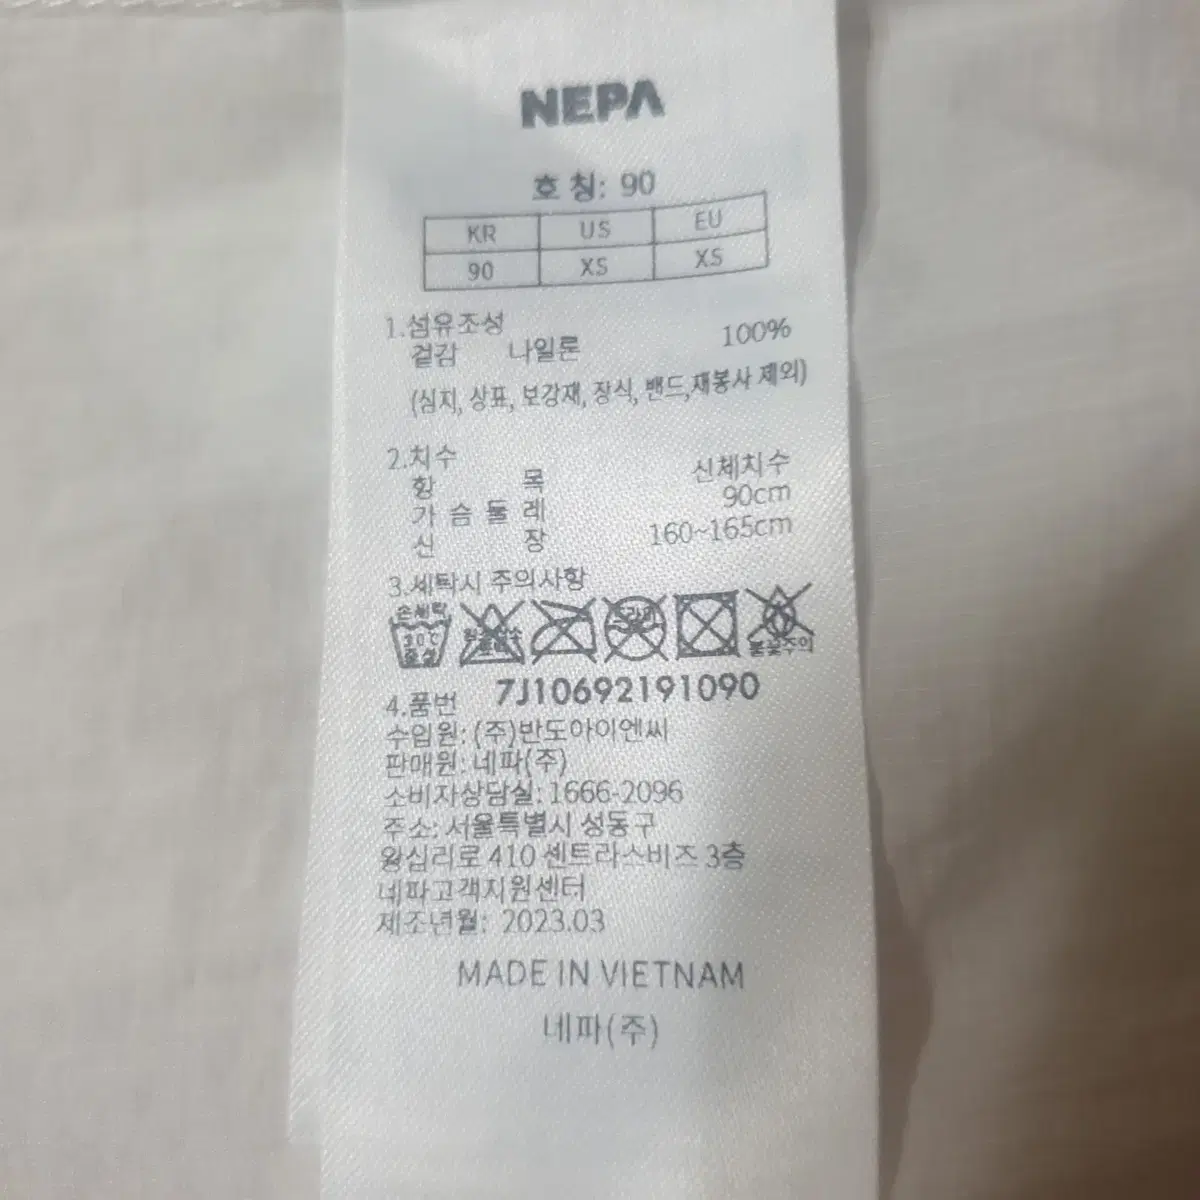 NEPA
호 칭: 90
KR US EU
90 XS XS
1.섬유조성
겉감 나일론 100%
(심지, 상표, 보강재, 장식, 밴드,재봉사 제외)
2.치수
항 목 신체치수
가 슴 둘 레 90cm
신 장 160~165cm
3.세탁시 주의사항
손세탁
30℃
중성
드라이
불꽃주의
4.품번 7J10692191090
수입원: (주)반도아이엔씨
판매원: 네파(주)
소비자상담실: 1666-2096
주소: 서울특별시 성동구
왕십리로 410 센트라스비즈 3층
네파고객지원센터
제조년월: 2023.03
MADE IN VIETNAM
네파(주)